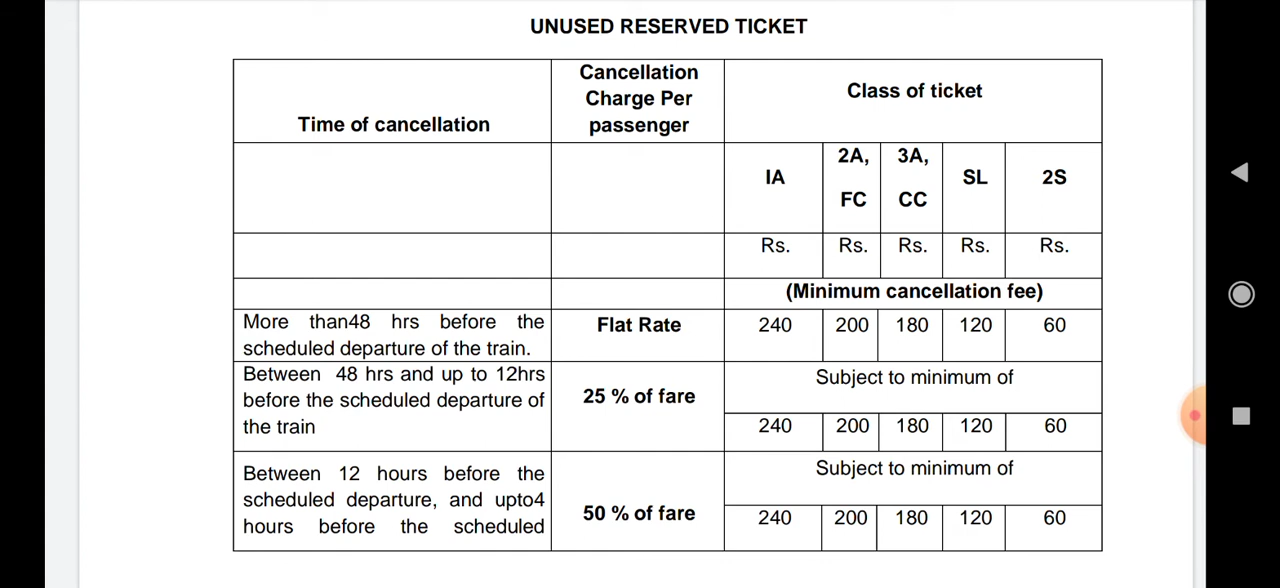 UNUSED RESERVED TICKET
Time of cancellation
Cancellation
Charge Per
passenger
Class of ticket
IA
2A,
FC
3A,
CC
SL
2S
Rs. Rs. Rs. Rs. Rs.
(Minimum cancellation fee)
More than48 hrs before the
scheduled departure of the train.
Flat Rate
240 200 180 120 60
Between 48 hrs and up to 12hrs
before the scheduled departure of
the train
25 % of fare
Subject to minimum of
240 200 180 120 60
Between 12 hours before the
scheduled departure, and upto4
hours before the scheduled
50 % of fare
Subject to minimum of
240 200 180 120 60